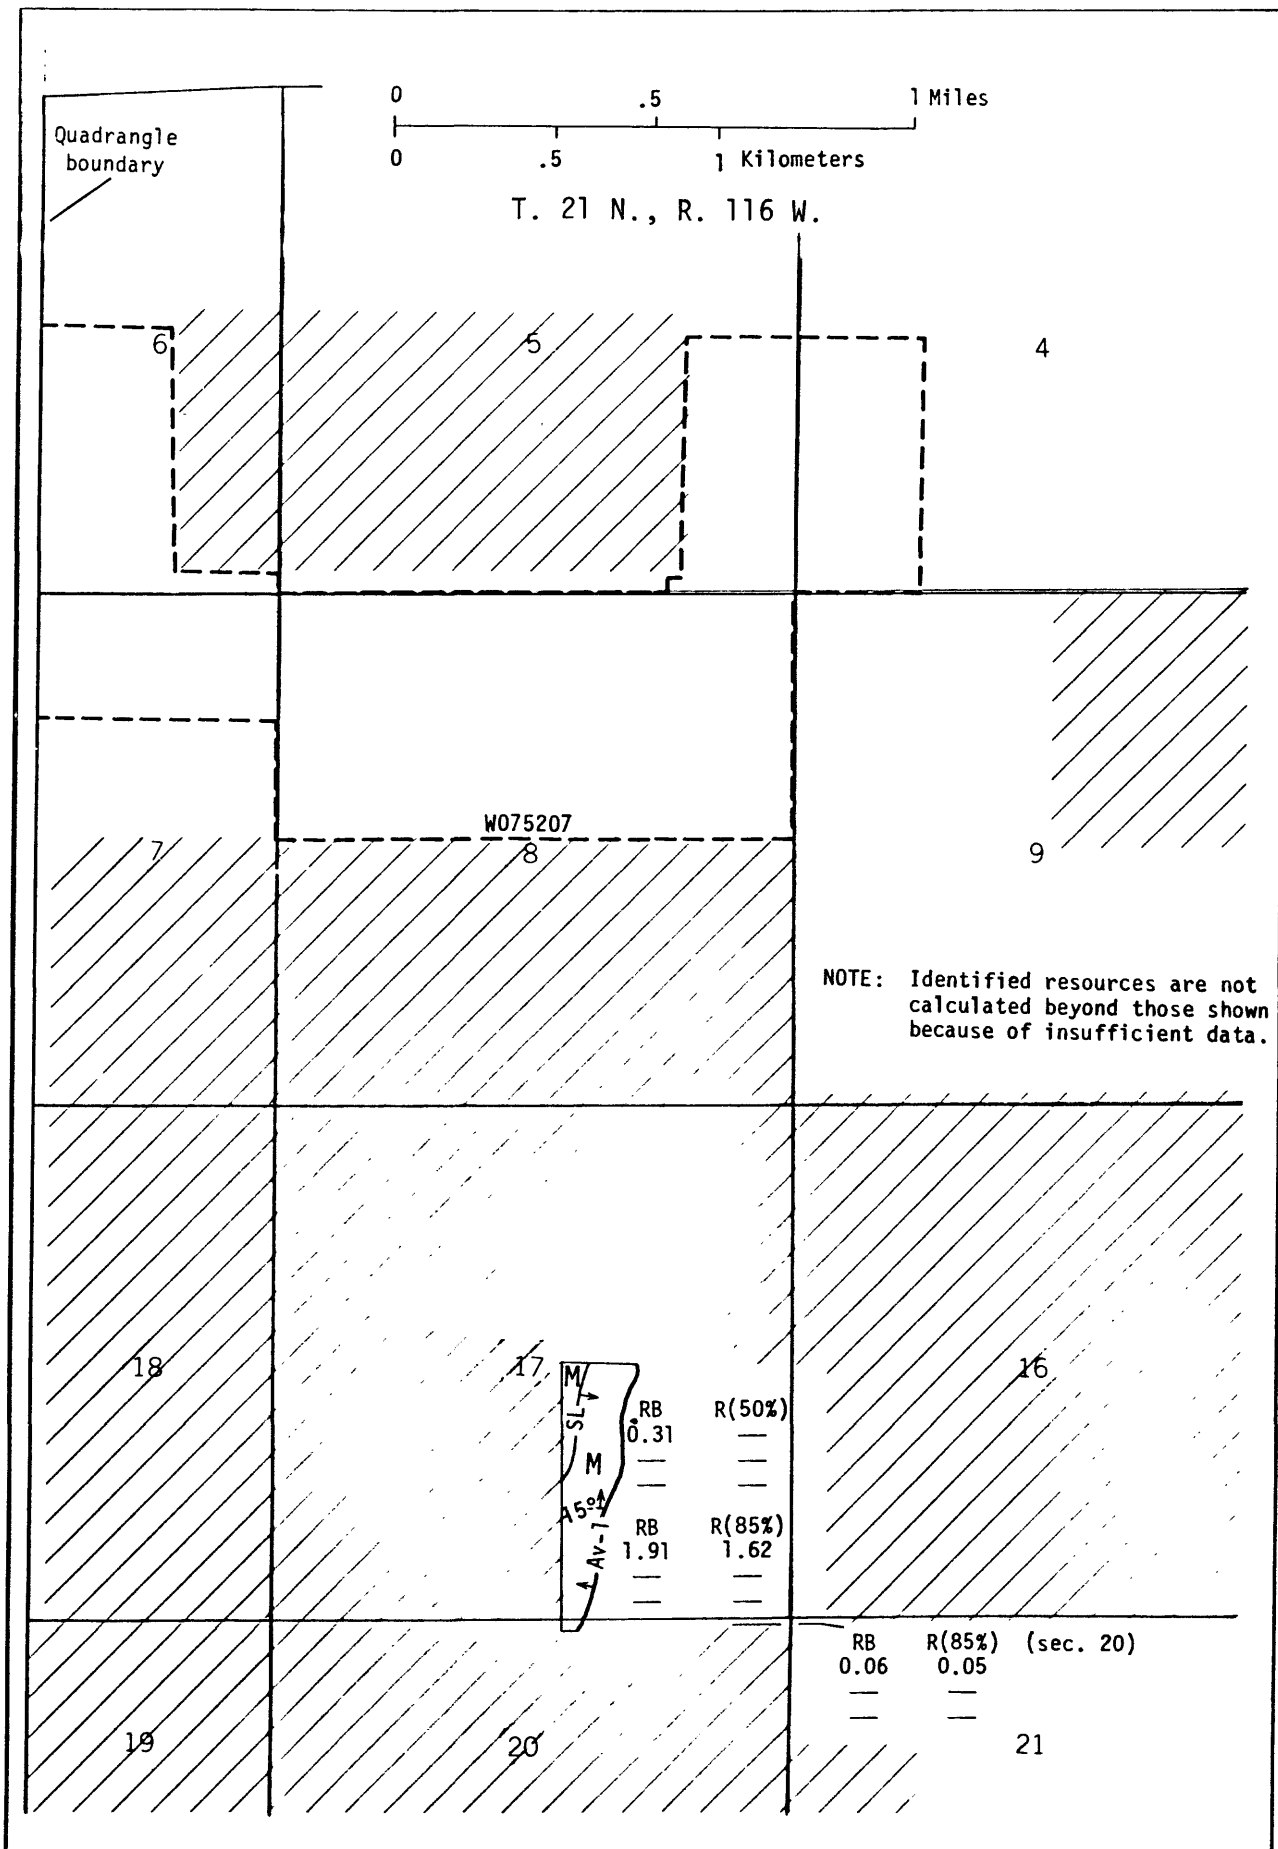 0 .5 1 Miles
0 .5 1 Kilometers
Quadrangle
boundary
T. 21 N., R. 116 W.
6 5 4
W075207
7 8 9
NOTE: Identified resources are not
calculated beyond those shown
because of insufficient data.
18 17 16
M
SL
RB R(50%)
0.31
M
A 5º
Av-1
RB R(85%)
1.91 1.62
RB R(85%) (sec. 20)
0.06 0.05
19 20 21